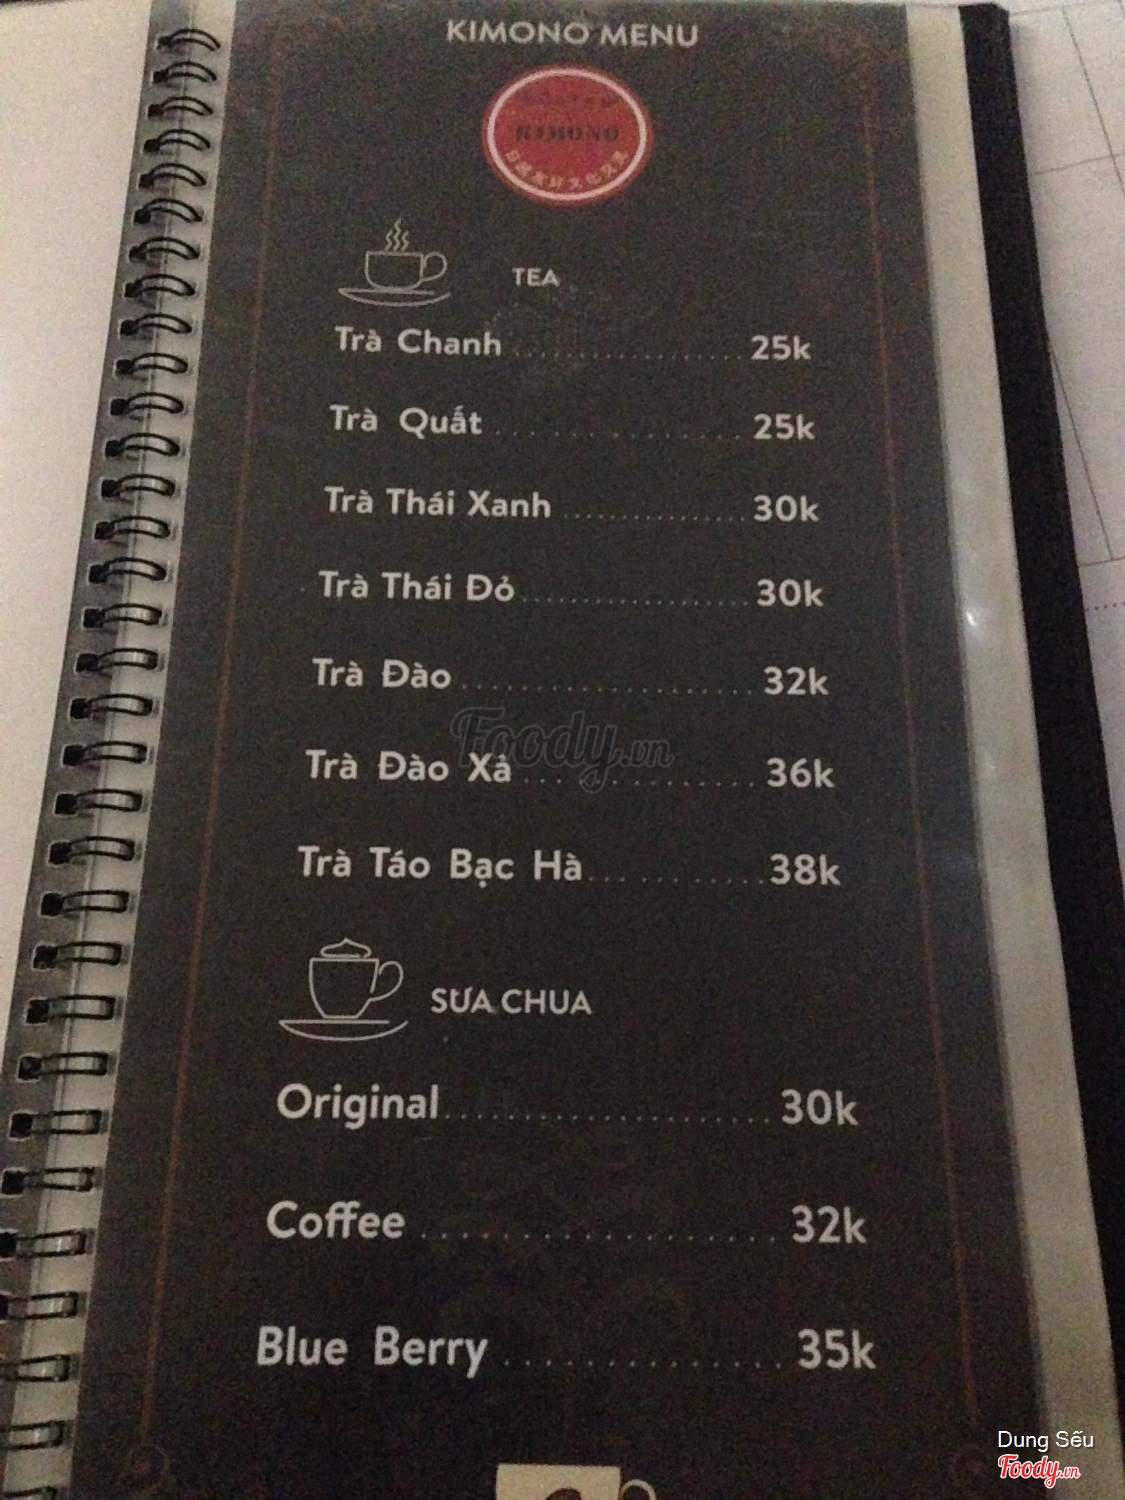 KIMONO MENU
KIMONO
TEA
Trà Chanh 25k
Trà Quất 25k
Trà Thái Xanh 30k
Trà Thái Đỏ 30k
Trà Đào 32k
Foody.vn
Trà Đào Xả 36k
Trà Táo Bạc Hà 38k
SƯA CHUA
Original 30k
Coffee 32k
Blue Berry 35k
Dung Sếu
Foody.vn